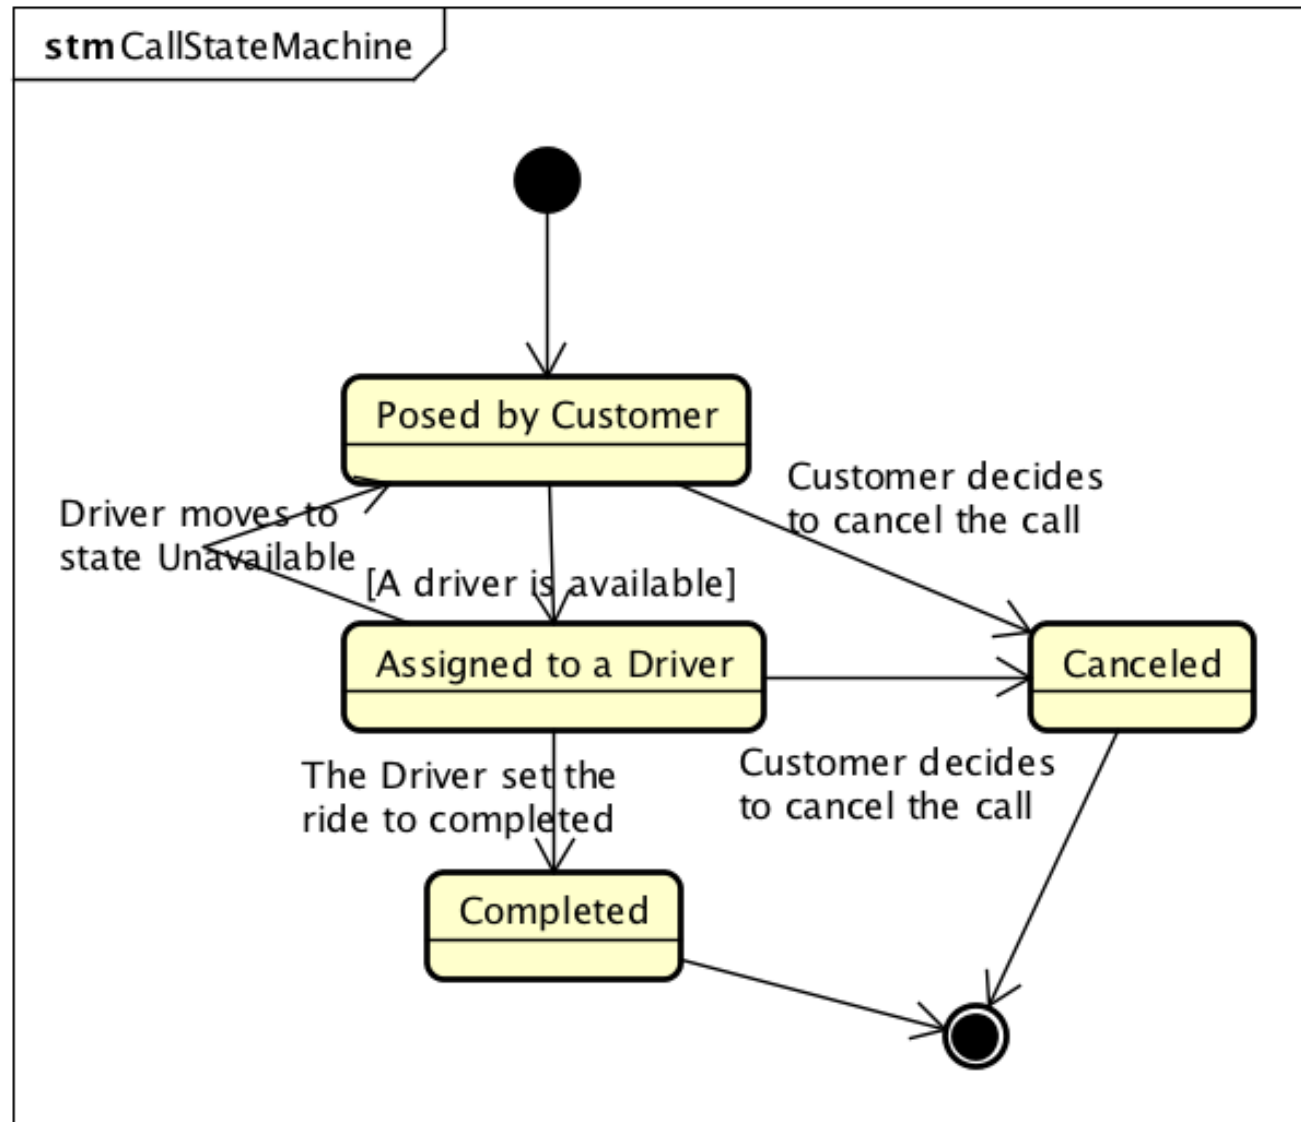 stm CallStateMachine
Posed by Customer
Customer decides
to cancel the call
Driver moves to
state Unavailable
[A driver is available]
Assigned to a Driver
Canceled
The Driver set the
ride to completed
Customer decides
to cancel the call
Completed